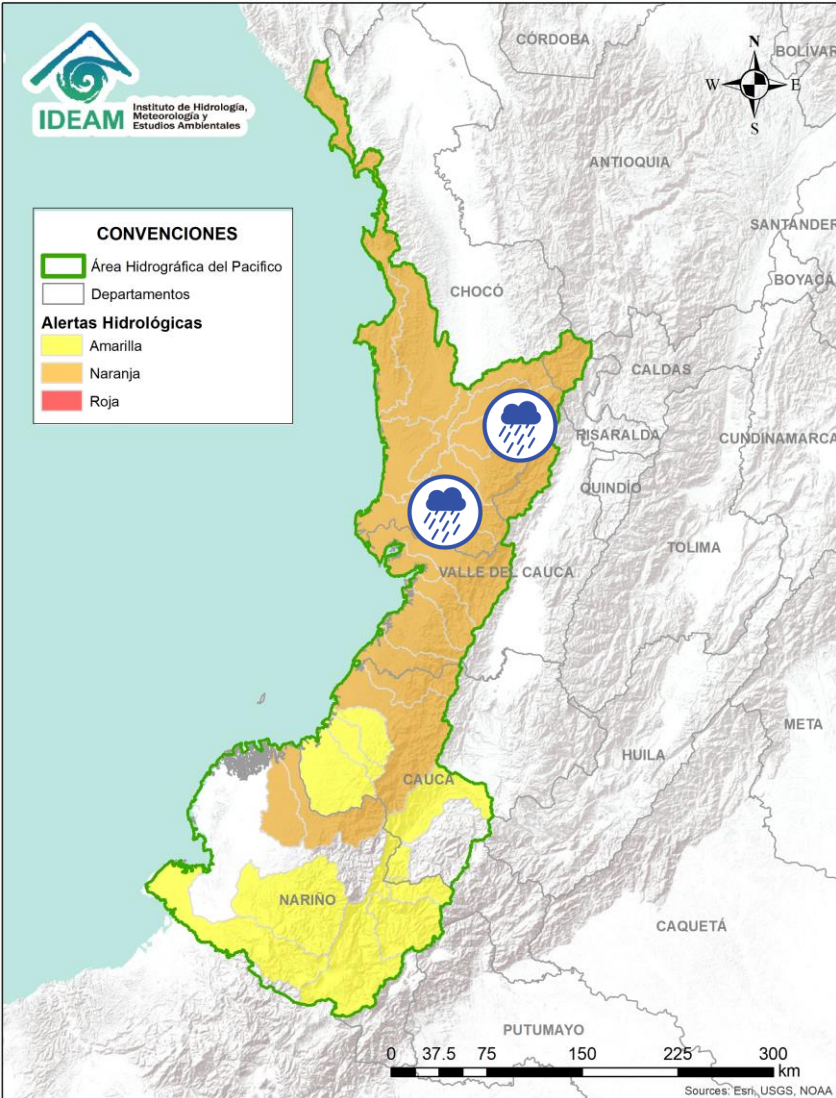 IDEAM
Instituto de Hidrología,
Meteorología y
Estudios Ambientales
N
W
E
S
CÓRDOBA
BOLÍVAR
ANTIOQUIA
SANTANDER
BOYACÁ
CHOCÓ
CONVENCIONES
Área Hidrográfica del Pacifico
Departamentos
Alertas Hidrológicas
Amarilla
Naranja
Roja
CALDAS
RISARALDA
CUNDINAMARCA
QUINDÍO
TOLIMA
VALLE DEL CAUCA
META
HUILA
CAUCA
NARIÑO
CAQUETÁ
PUTUMAYO
0 37.5 75 150 225 300
km
Sources: Esri, USGS, NOAA